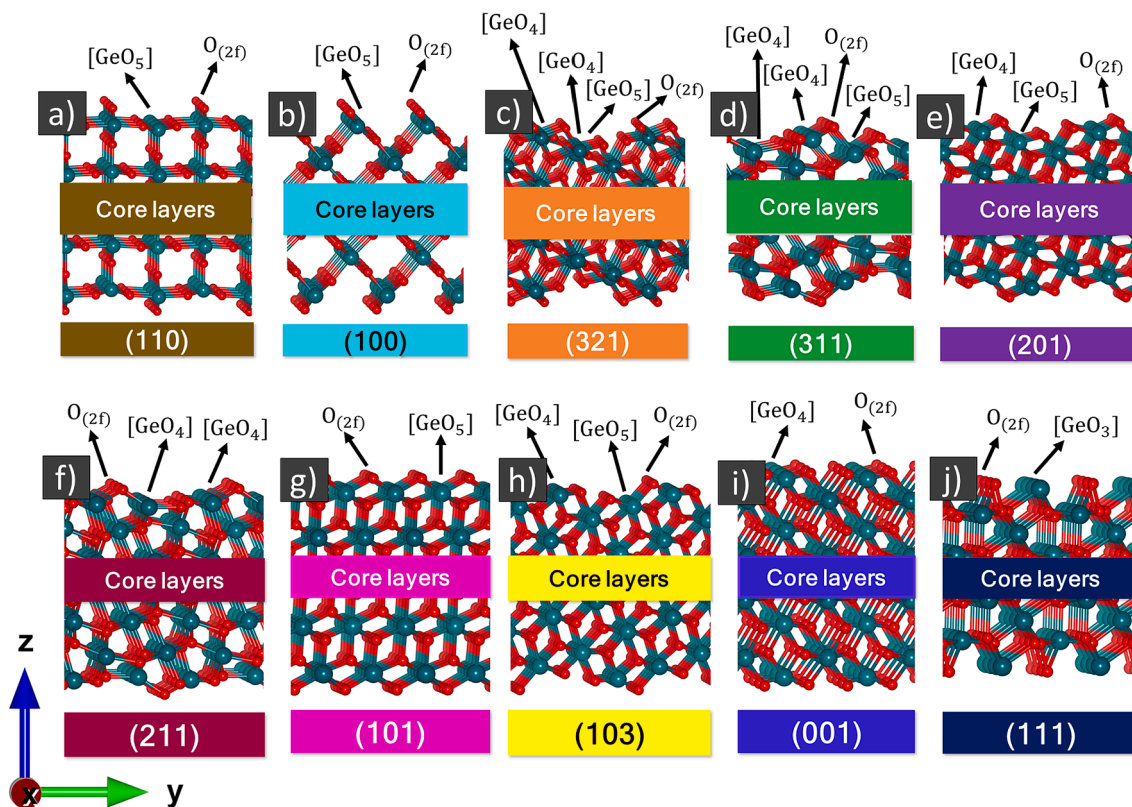 [GeO₅]
O₍₂f₎
[GeO₅]
O₍₂f₎
[GeO₄]
[GeO₄]
[GeO₅]
O₍₂f₎
[GeO₄]
[GeO₄]
O₍₂f₎
[GeO₅]
[GeO₄]
[GeO₅]
O₍₂f₎
a)
b)
c)
d)
e)
Core layers
Core layers
Core layers
Core layers
Core layers
(110)
(100)
(321)
(311)
(201)
O₍₂f₎
[GeO₄]
[GeO₄]
O₍₂f₎
[GeO₅]
[GeO₄]
[GeO₅]
O₍₂f₎
[GeO₄]
O₍₂f₎
O₍₂f₎
[GeO₃]
f)
g)
h)
i)
j)
Core layers
Core layers
Core layers
Core layers
Core layers
(211)
(101)
(103)
(001)
(111)
z
x
y